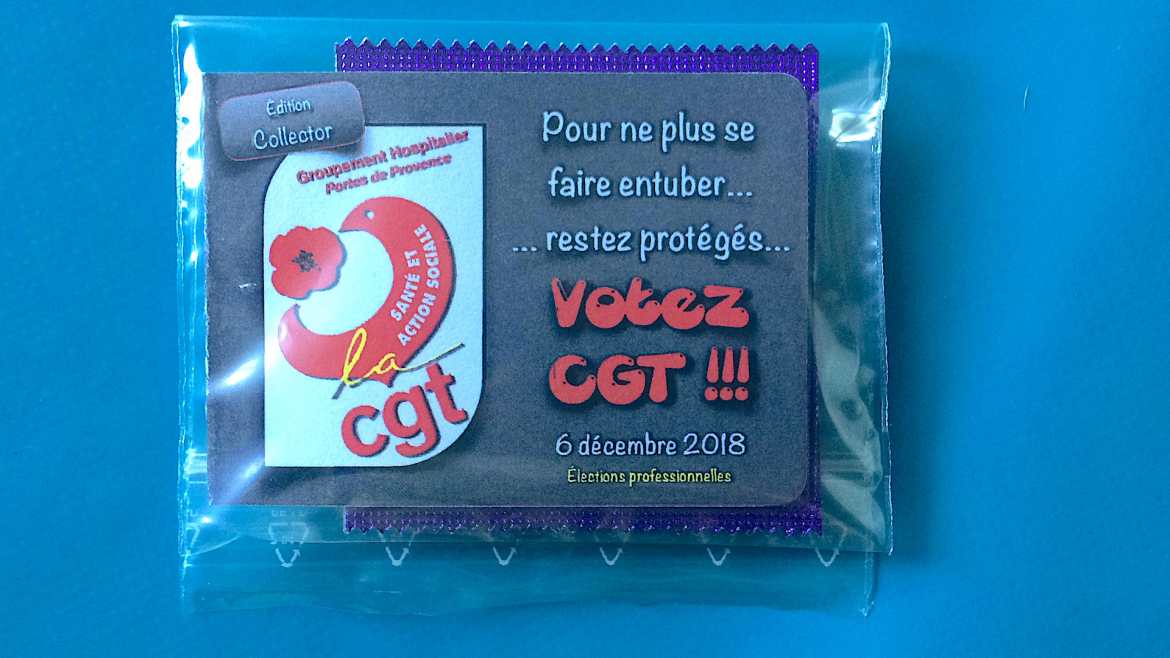 Édition
Collector
Groupement Hospitalier
Portes de Provence
SANTÉ ET
ACTION SOCIALE
la
cgt
Pour ne plus se
faire entuber...
... restez protégés...
Votez
CGT !!!
6 décembre 2018
Élections professionnelles